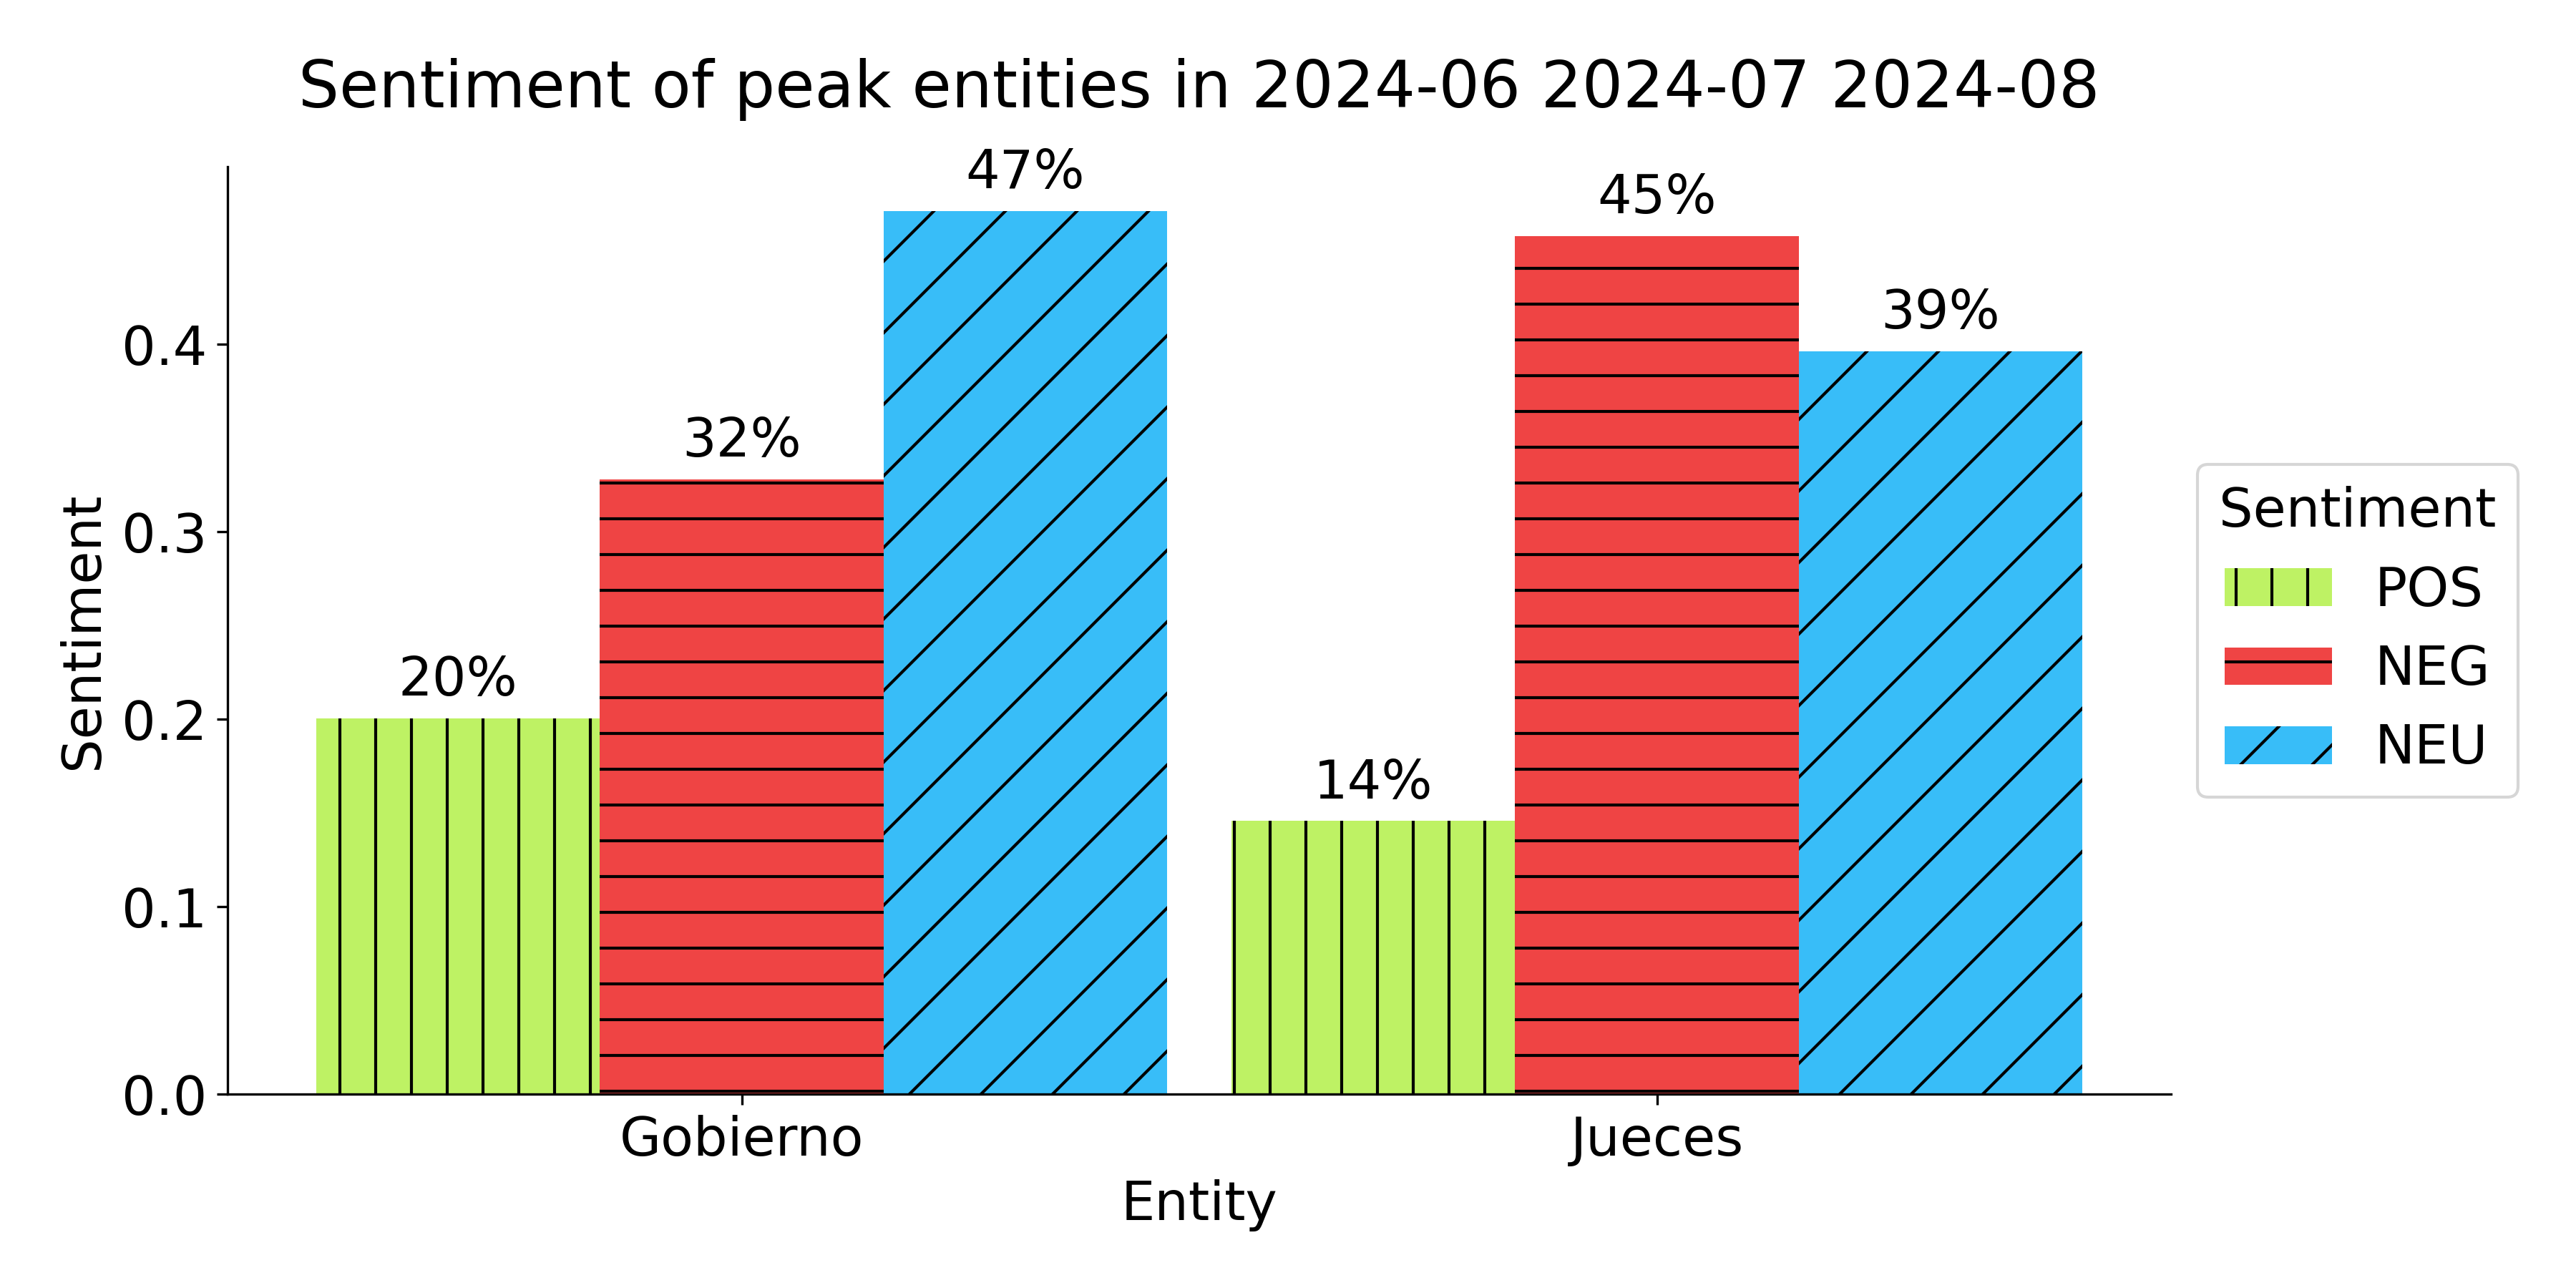 Sentiment of peak entities in 2024-06 2024-07 2024-08
47%
45%
39%
32%
20%
14%
0.4
0.3
0.2
0.1
0.0
Sentiment
Gobierno
Jueces
Entity
Sentiment
POS
NEG
NEU